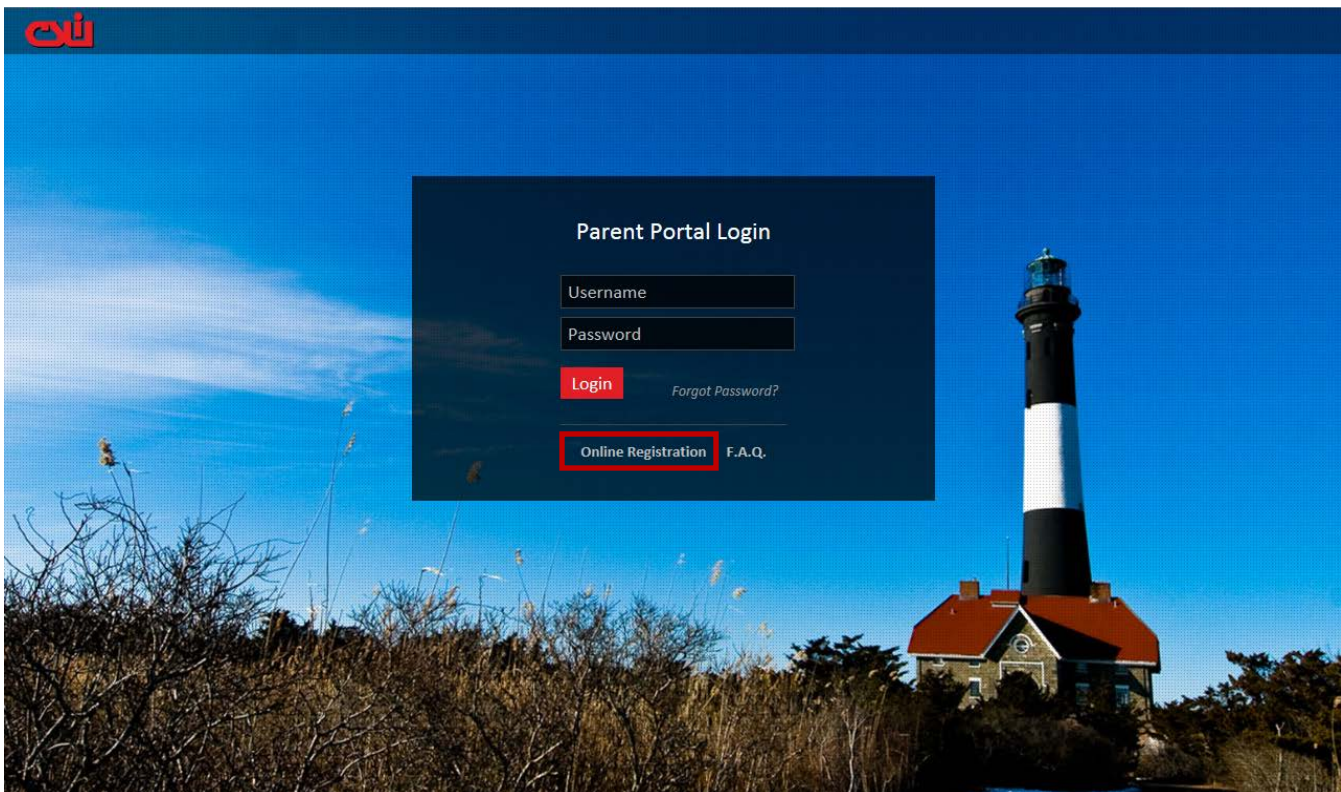 Parent Portal Login
Username
Password
Login Forgot Password?
Online Registration F.A.Q.